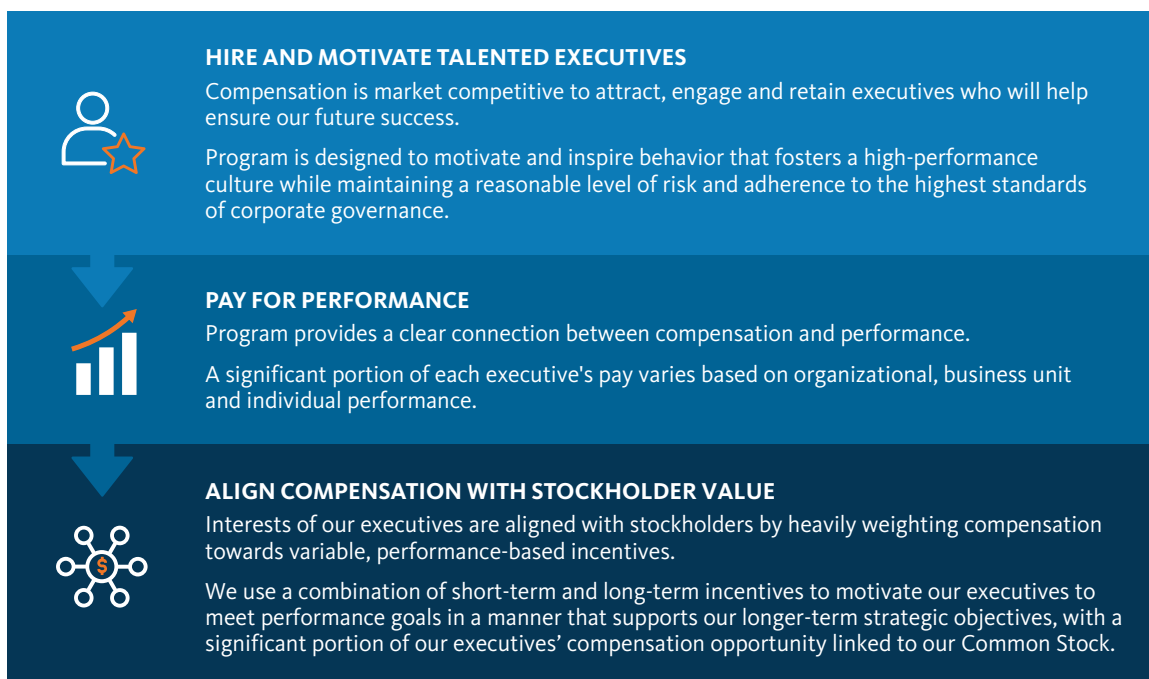 HIRE AND MOTIVATE TALENTED EXECUTIVES
Compensation is market competitive to attract, engage and retain executives who will help
ensure our future success.
Program is designed to motivate and inspire behavior that fosters a high-performance
culture while maintaining a reasonable level of risk and adherence to the highest standards
of corporate governance.
PAY FOR PERFORMANCE
Program provides a clear connection between compensation and performance.
A significant portion of each executive's pay varies based on organizational, business unit
and individual performance.
ALIGN COMPENSATION WITH STOCKHOLDER VALUE
Interests of our executives are aligned with stockholders by heavily weighting compensation
towards variable, performance-based incentives.
We use a combination of short-term and long-term incentives to motivate our executives to
meet performance goals in a manner that supports our longer-term strategic objectives, with a
significant portion of our executives’ compensation opportunity linked to our Common Stock.
$